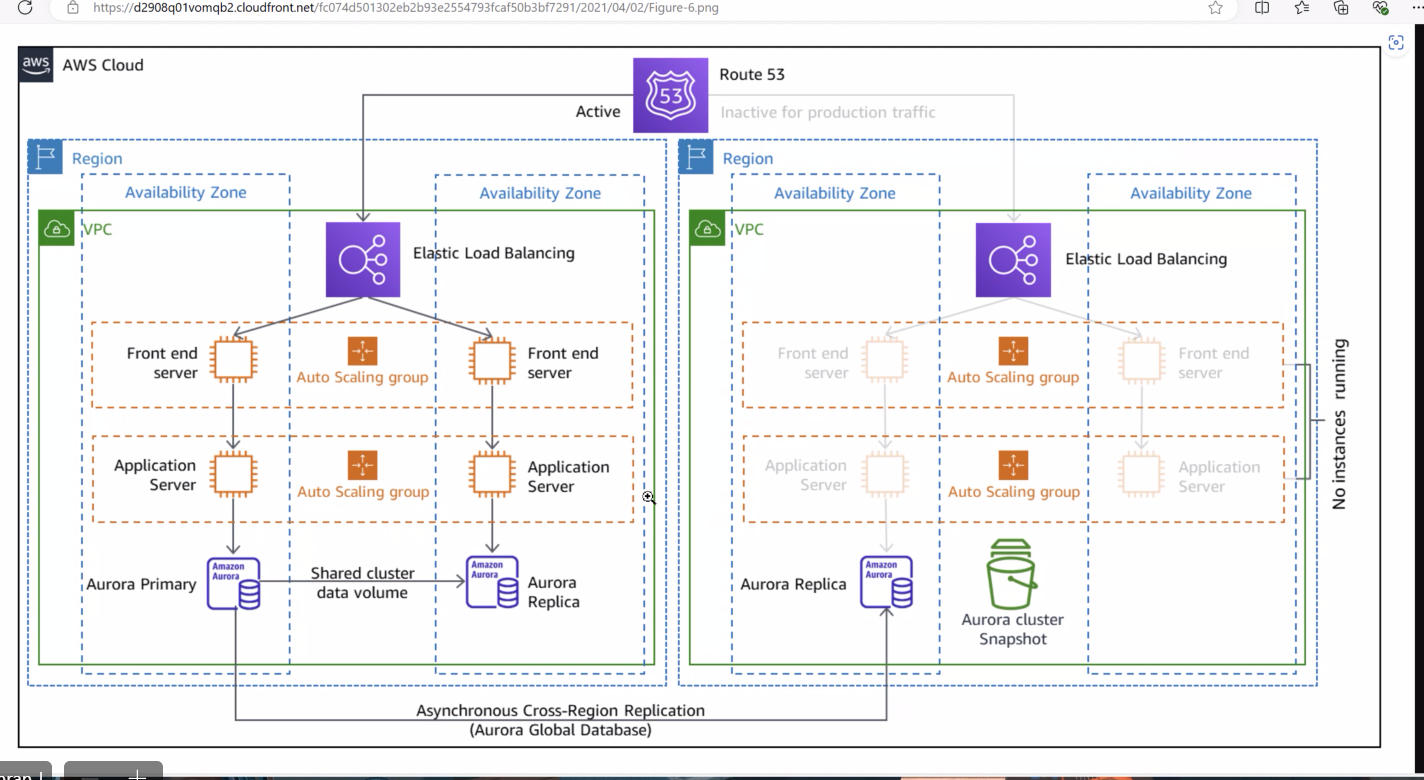 https://d2908q01vomqb2.cloudfront.net/fc074d501302eb2b93e2554793fcaf50b3bf7291/2021/04/02/Figure-6.png
aws
AWS Cloud
53
Route 53
Active
Inactive for production traffic
Region
Availability Zone
Availability Zone
VPC
Elastic Load Balancing
Front end
server
Auto Scaling group
Front end
server
Application
Server
Auto Scaling group
Application
Server
Aurora Primary
Amazon
Aurora
Shared cluster
data volume
Amazon
Aurora
Aurora
Replica
Region
Availability Zone
Availability Zone
VPC
Elastic Load Balancing
Front end
server
Auto Scaling group
Front end
server
Application
Server
Auto Scaling group
Application
Server
No instances running
Aurora Replica
Amazon
Aurora
Aurora cluster
Snapshot
Asynchronous Cross-Region Replication
(Aurora Global Database)